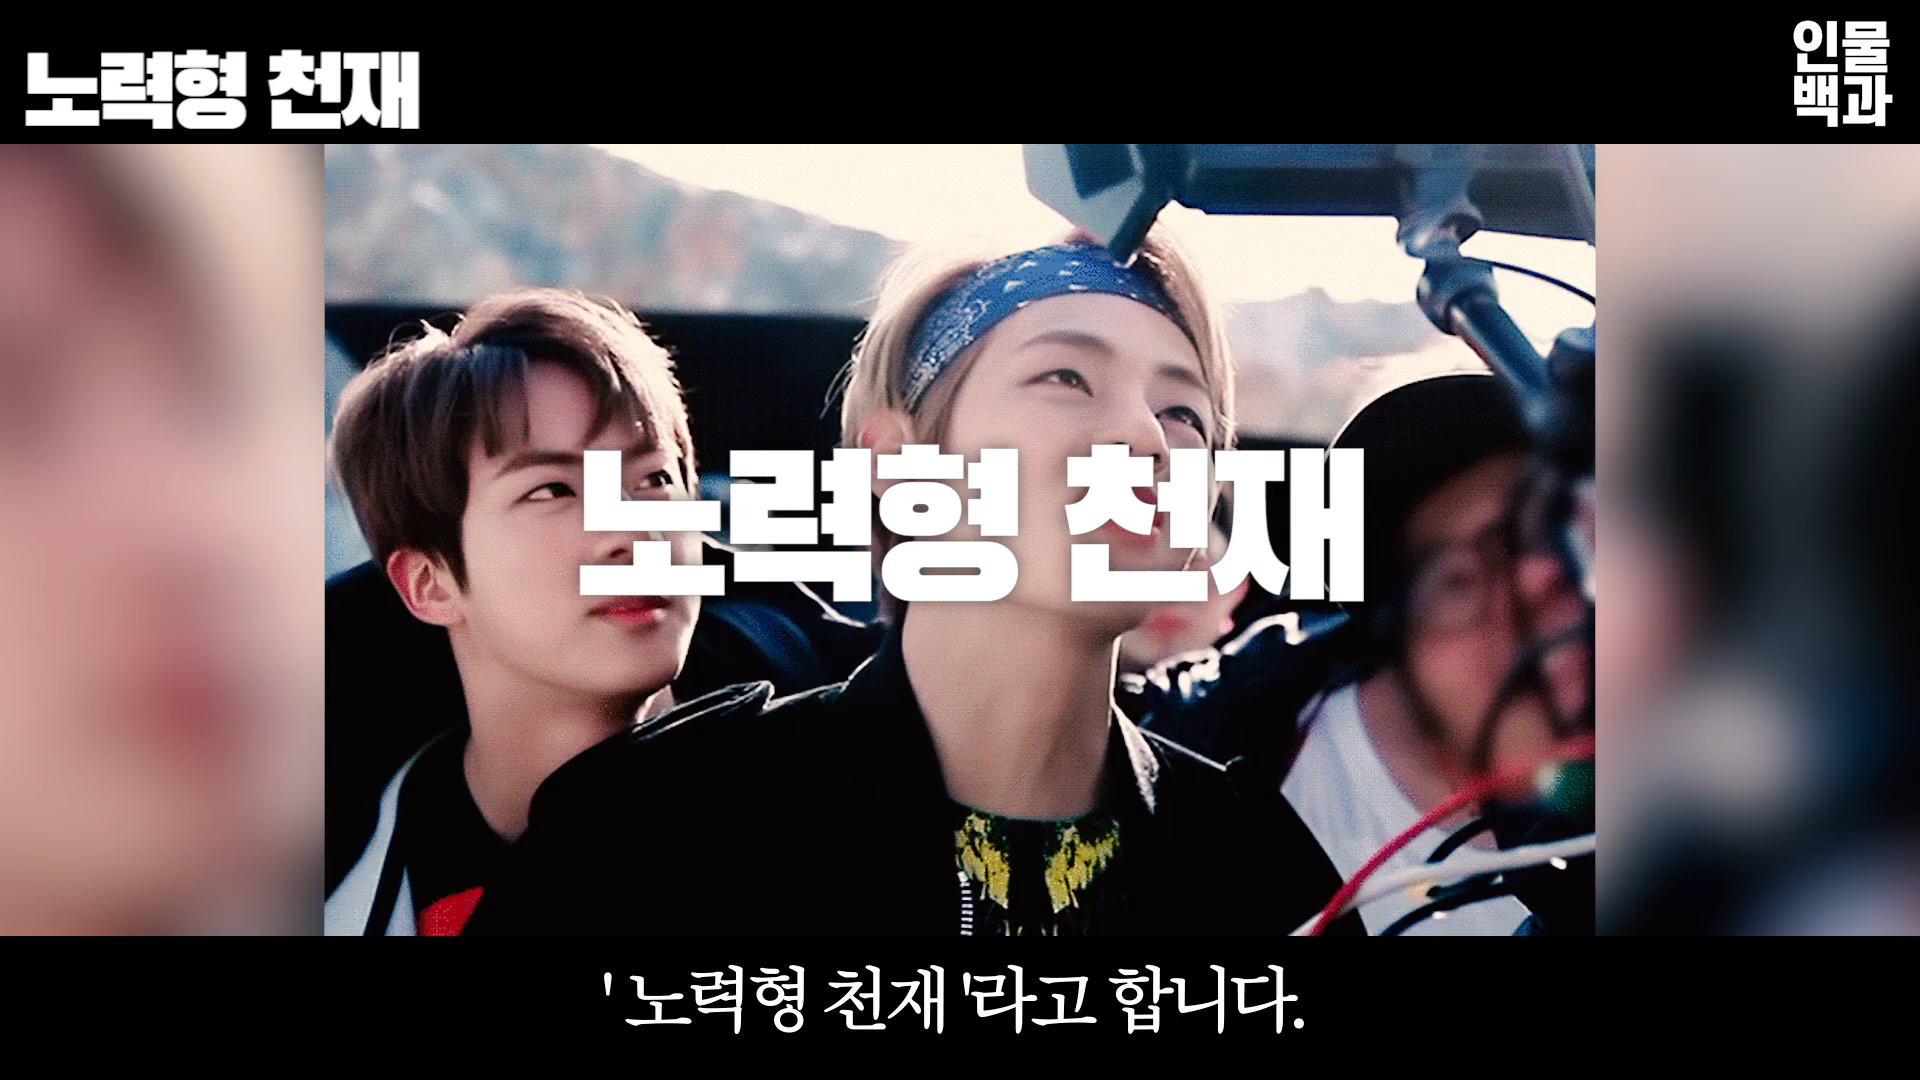 노력형 천재
인물
백과
노력형 천재
' 노력형 천재 '라고 합니다.